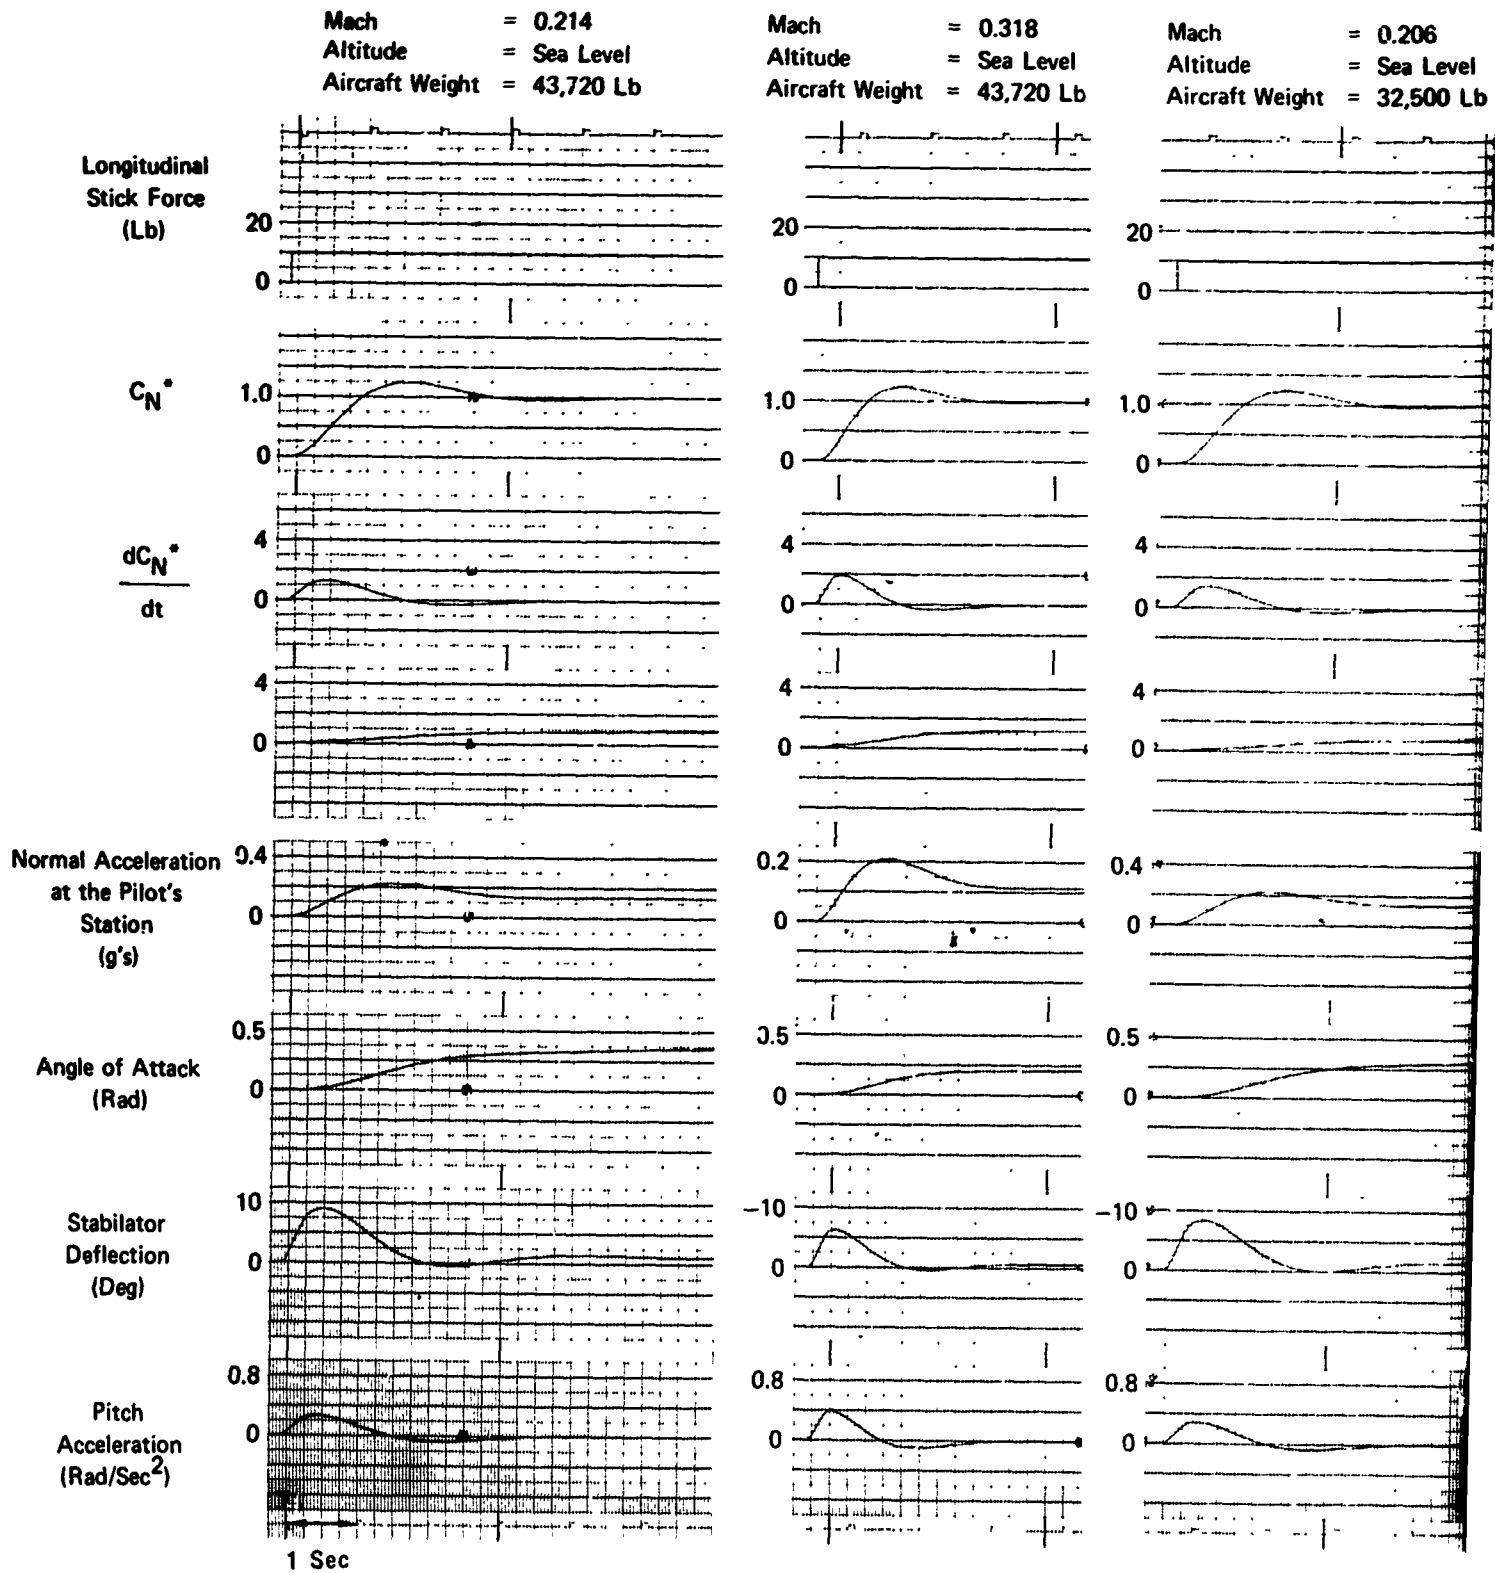 Mach = 0.214
Altitude = Sea Level
Aircraft Weight = 43,720 Lb
Mach = 0.318
Altitude = Sea Level
Aircraft Weight = 43,720 Lb
Mach = 0.206
Altitude = Sea Level
Aircraft Weight = 32,500 Lb
Longitudinal
Stick Force
(Lb)
20
0
20
0
20
0
C_N*
1.0
0
1.0
0
1.0
0
dC_N*
dt
4
0
4
0
4
0
4
0
4
0
4
0
Normal Acceleration
at the Pilot's
Station
(g's)
0.4
0
0.2
0
0.4
0
Angle of Attack
(Rad)
0.5
0
0.5
0
0.5
0
Stabilator
Deflection
(Deg)
10
0
-10
0
-10
0
Pitch
Acceleration
(Rad/Sec²)
0.8
0
0.8
0
0.8
0
1 Sec